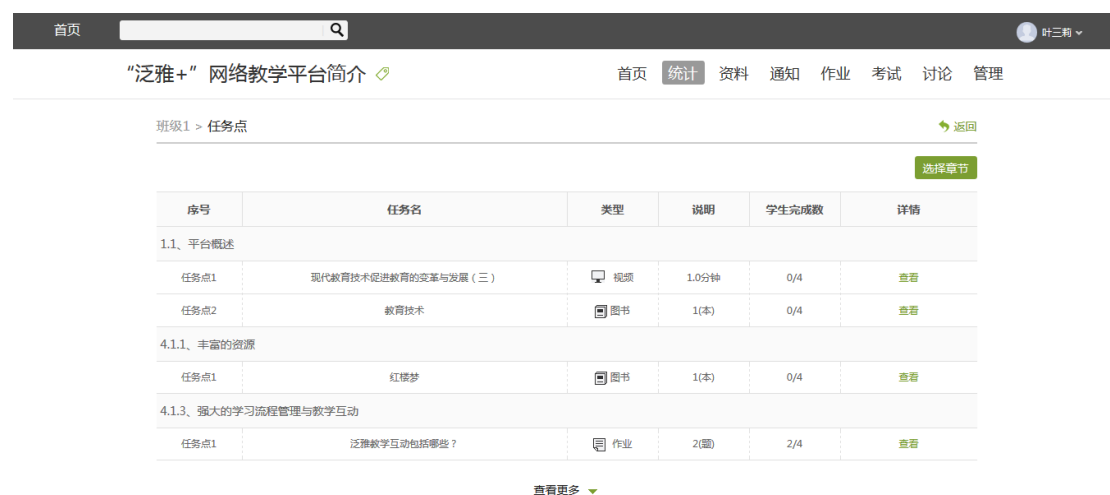 首页 叶三莉
“泛雅+”网络教学平台简介 首页 统计 资料 通知 作业 考试 讨论 管理
班级1 > 任务点 返回
选择章节
序号 任务名 类型 说明 学生完成数 详情
1.1、平台概述
任务点1 现代教育技术促进教育的变革与发展（三） 视频 1.0分钟 0/4 查看
任务点2 教育技术 图书 1(本) 0/4 查看
4.1.1、丰富的资源
任务点1 红楼梦 图书 1(本) 0/4 查看
4.1.3、强大的学习流程管理与教学互动
任务点1 泛雅教学互动包括哪些？ 作业 2(题) 2/4 查看
查看更多